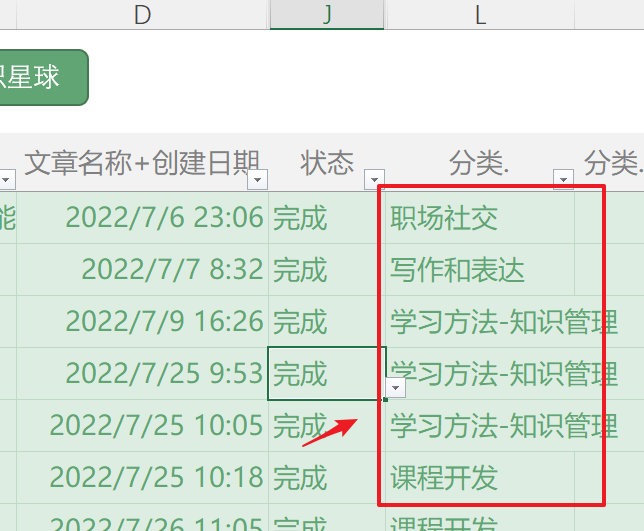 D J L
识星球
文章名称+创建日期 状态 分类. 分类.
能 2022/7/6 23:06 完成 职场社交
2022/7/7 8:32 完成 写作和表达
2022/7/9 16:26 完成 学习方法-知识管理
2022/7/25 9:53 完成 学习方法-知识管理
2022/7/25 10:05 完成 学习方法-知识管理
2022/7/25 10:18 完成 课程开发
2022/7/26 11:05 完成 课程开发